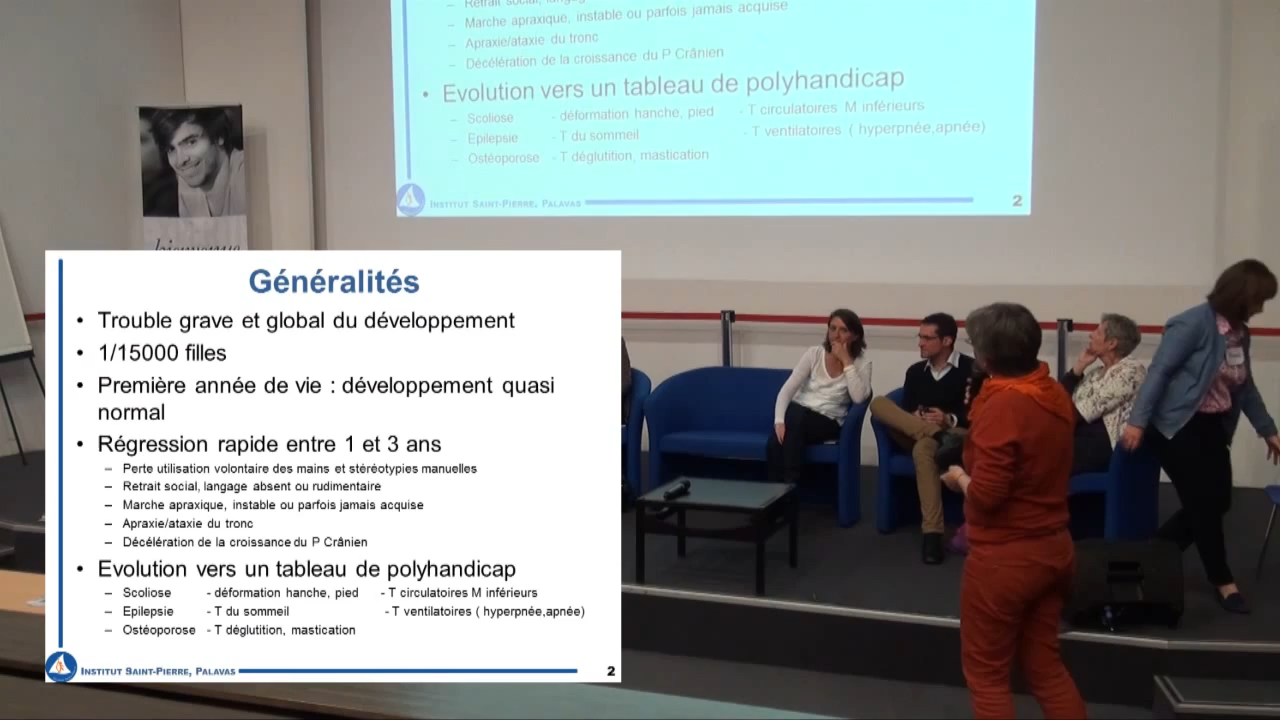 Retrait social, langag
Marche apraxique, instable ou parfois jamais acquise
– Apraxie/ataxie du tronc
– Décélération de la croissance du P Crânien
• Evolution vers un tableau de polyhandicap
– Scoliose - déformation hanche, pied - T circulatoires M inférieurs
– Epilepsie - T du sommeil - T ventilatoires ( hyperpnée,apnée)
– Ostéoporose - T déglutition, mastication
INSTITUT SAINT-PIERRE, PALAVAS 2
bienvenue
Généralités
• Trouble grave et global du développement
• 1/15000 filles
• Première année de vie : développement quasi
normal
• Régression rapide entre 1 et 3 ans
– Perte utilisation volontaire des mains et stéréotypies manuelles
– Retrait social, langage absent ou rudimentaire
– Marche apraxique, instable ou parfois jamais acquise
– Apraxie/ataxie du tronc
– Décélération de la croissance du P Crânien
• Evolution vers un tableau de polyhandicap
– Scoliose - déformation hanche, pied - T circulatoires M inférieurs
– Epilepsie - T du sommeil - T ventilatoires ( hyperpnée,apnée)
– Ostéoporose - T déglutition, mastication
INSTITUT SAINT-PIERRE, PALAVAS 2